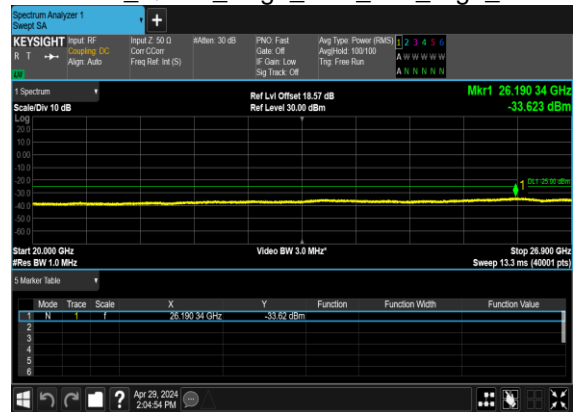 Spectrum Analyzer 1
Swept SA
+
KEYSIGHT
R T
LXI
Input: RF
Coupling: DC
Align: Auto
Input Z: 50 Ω
Corr CCorr
Freq Ref: Int (S)
#Atten: 30 dB
PNO: Fast
Gate: Off
IF Gain: Low
Sig Track: Off
Avg Type: Power (RMS)
Avg|Hold: 100/100
Trig: Free Run
1 2 3 4 5 6
A W W W W W
A N N N N N
1 Spectrum
Scale/Div 10 dB
Ref Lvl Offset 18.57 dB
Ref Level 30.00 dBm
Mkr1 26.190 34 GHz
-33.623 dBm
Log
20.0
10.0
0.00
-10.0
-20.0
-30.0
-40.0
-50.0
-60.0
DL1 -25.00 dBm
1
Start 20.000 GHz
#Res BW 1.0 MHz
Video BW 3.0 MHz*
Stop 26.900 GHz
Sweep 13.3 ms (40001 pts)
5 Marker Table
Mode Trace Scale X Y Function Function Width Function Value
1 N 1 f 26.190 34 GHz -33.62 dBm
2
3
4
5
6
?
Apr 29, 2024
2:04:54 PM